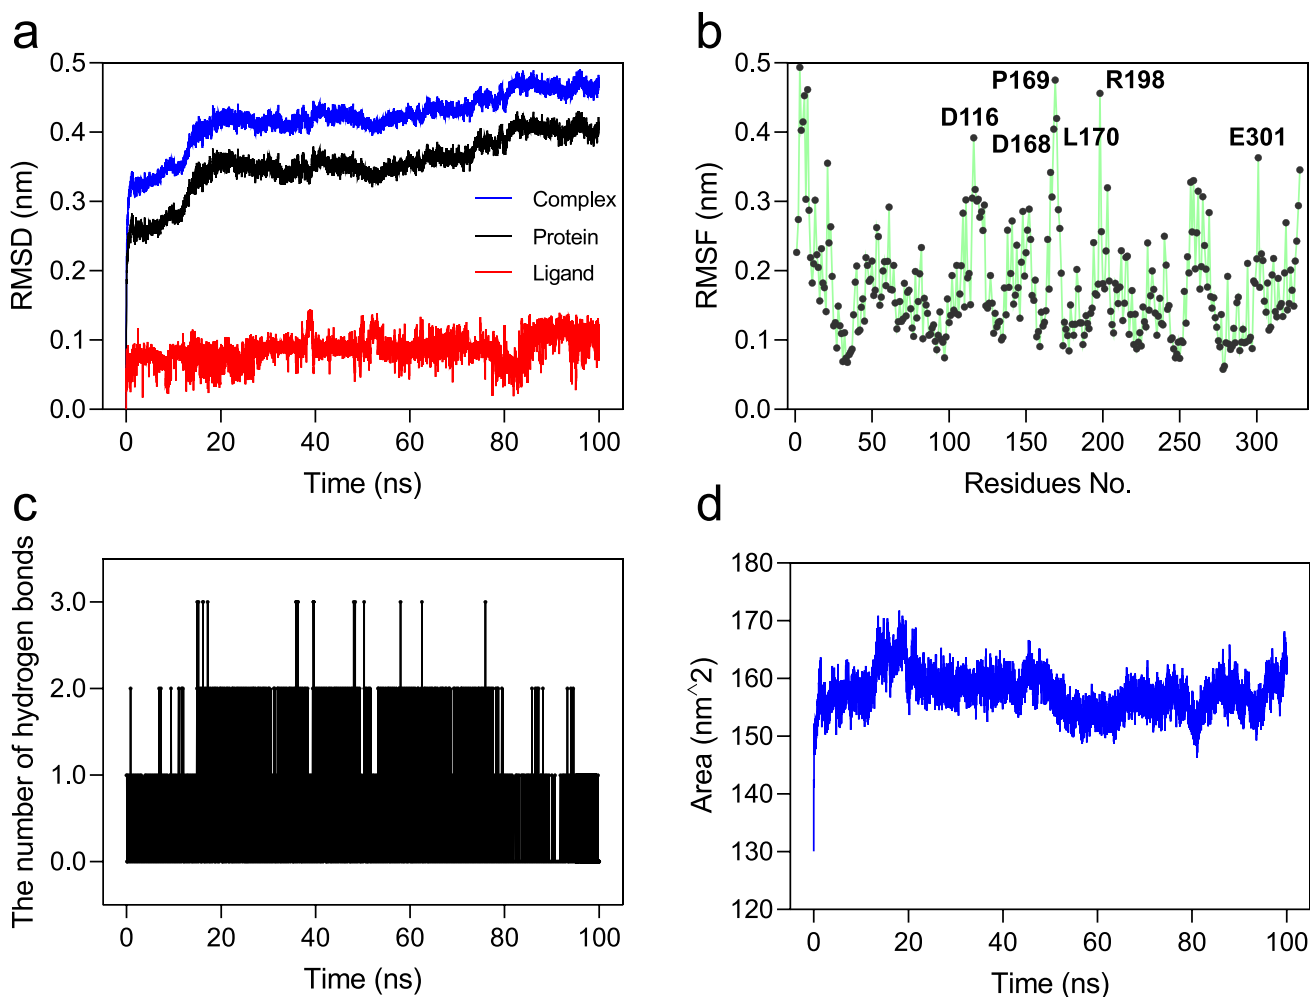 a
0.5
0.4
0.3
0.2
0.1
0.0
RMSD (nm)
Complex
Protein
Ligand
0 20 40 60 80 100
Time (ns)
b
0.5
0.4
0.3
0.2
0.1
0.0
RMSF (nm)
P169
R198
D116
D168
L170
E301
0 50 100 150 200 250 300
Residues No.
c
3.0
2.0
1.0
0.0
The number of hydrogen bonds
0 20 40 60 80 100
Time (ns)
d
180
170
160
150
140
130
120
Area (nm^2)
0 20 40 60 80 100
Time (ns)